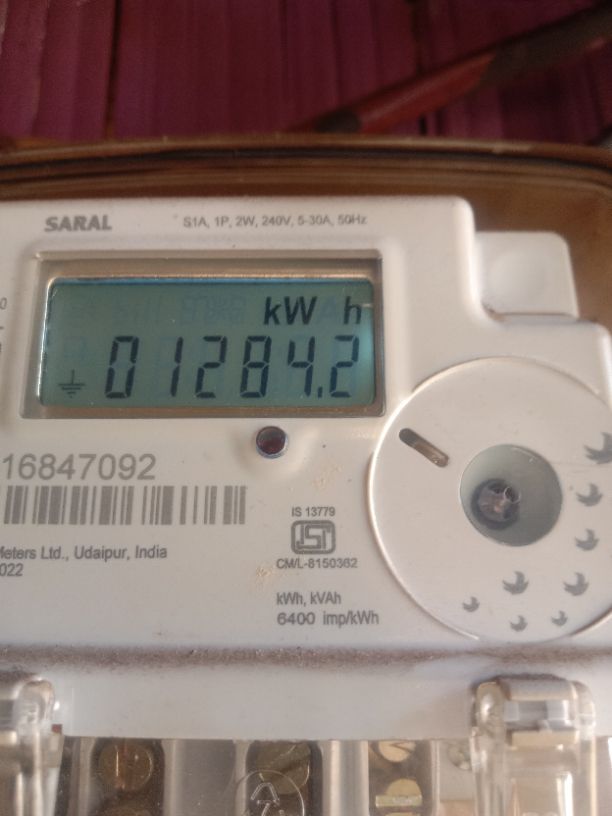 SARAL
S1A, 1P, 2W, 240V, 5-30A, 50Hz
kW h
01284.2
16847092
IS 13779
CM/L-8150362
Meters Ltd., Udaipur, India
022
kWh, kVAh
6400 imp/kWh